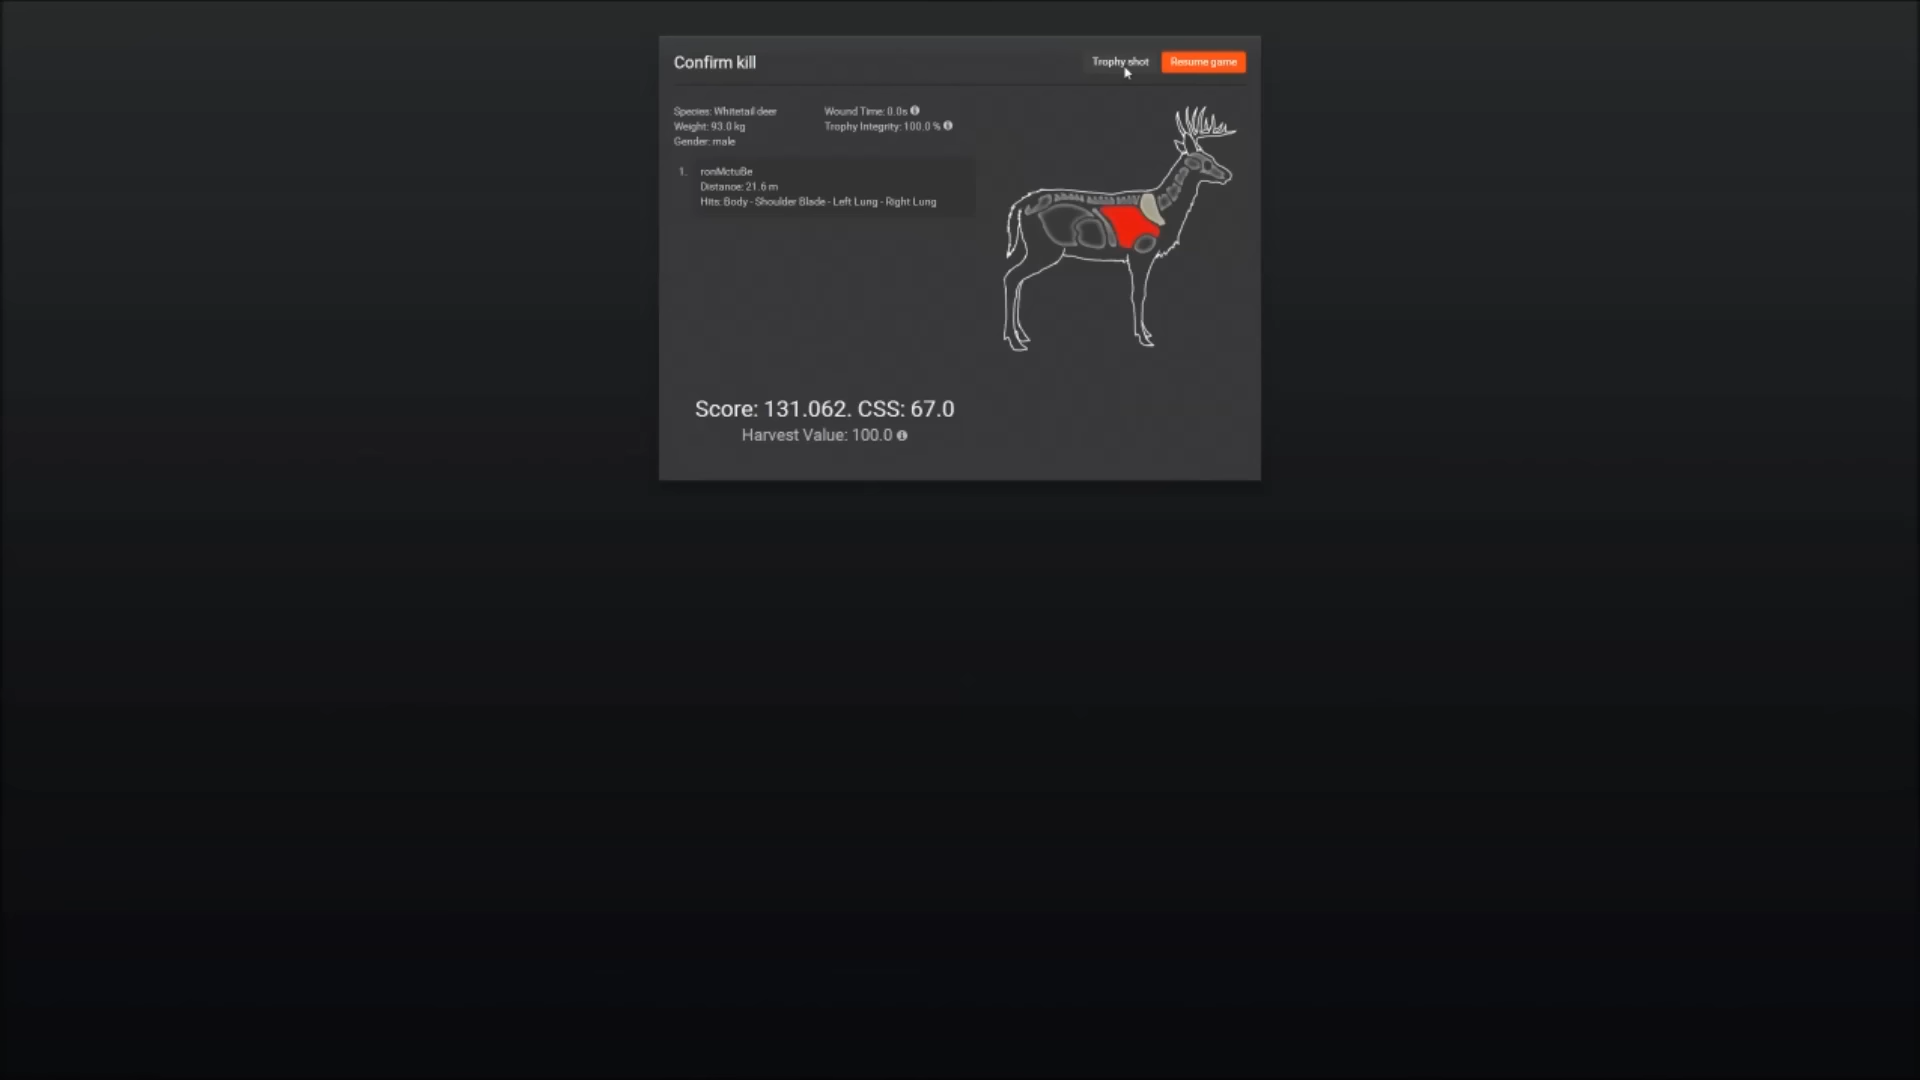 Confirm kill
Trophy shot
Resume game
Species: Whitetail deer
Weight: 93.0 kg
Gender: male
Wound Time: 0.0s
Trophy Integrity: 100.0 %
1. ronMctuBe
Distance: 21.6 m
Hits: Body - Shoulder Blade - Left Lung - Right Lung
Score: 131.062. CSS: 67.0
Harvest Value: 100.0